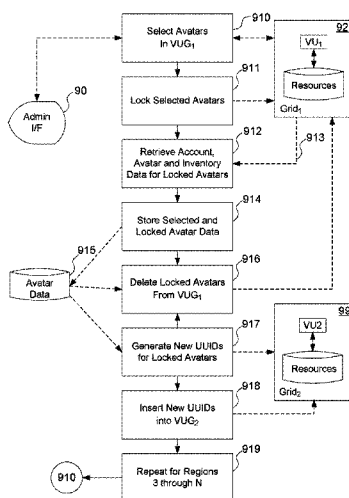 Select Avatars
In VUG1
910
92
VU1
Resources
Grid1
Lock Selected Avatars
911
90
Admin
I/F
912
913
Retrieve Account,
Avatar and Inventory
Data for Locked Avatars
914
Store Selected and
Locked Avatar Data
915
Avatar
Data
916
Delete Locked Avatars
From VUG1
917
Generate New UUIDs
for Locked Avatars
VU2
Resources
Grid2
918
Insert New UUIDs
into VUG2
919
Repeat for Regions
3 through N
910